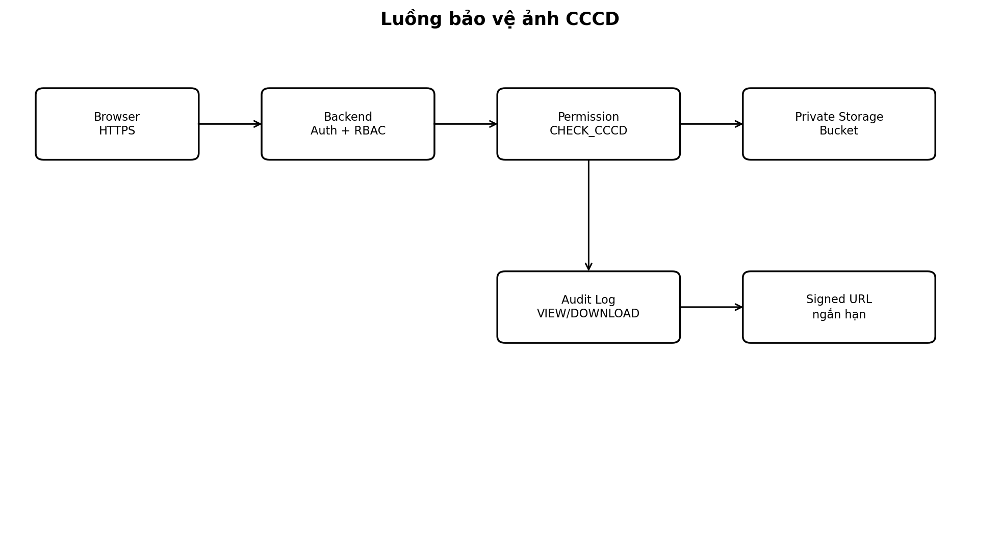 Luồng bảo vệ ảnh CCCD
Browser
HTTPS
Backend
Auth + RBAC
Permission
CHECK_CCCD
Private Storage
Bucket
Audit Log
VIEW/DOWNLOAD
Signed URL
ngắn hạn